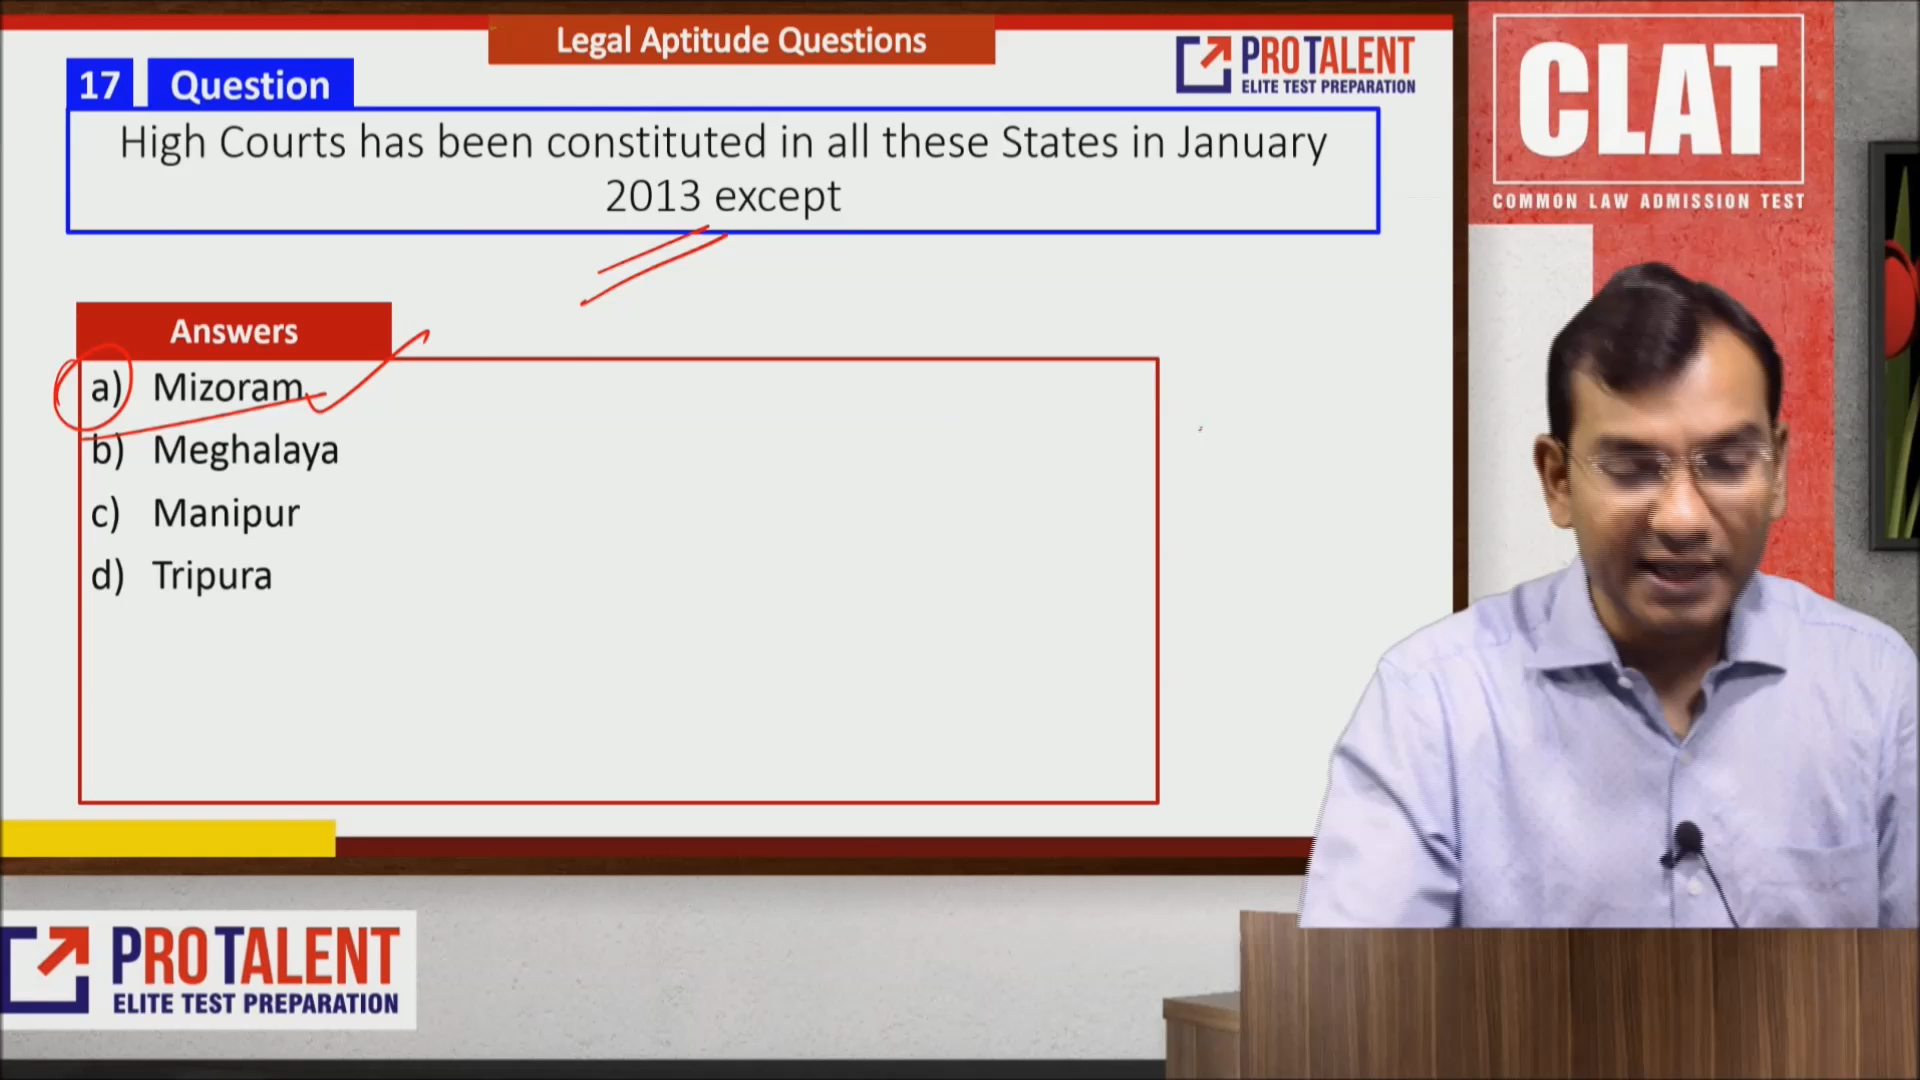 Legal Aptitude Questions
PROTALENT
ELITE TEST PREPARATION
CLAT
COMMON LAW ADMISSION TEST
17 Question
High Courts has been constituted in all these States in January
2013 except
Answers
a) Mizoram
b) Meghalaya
c) Manipur
d) Tripura
PROTALENT
ELITE TEST PREPARATION